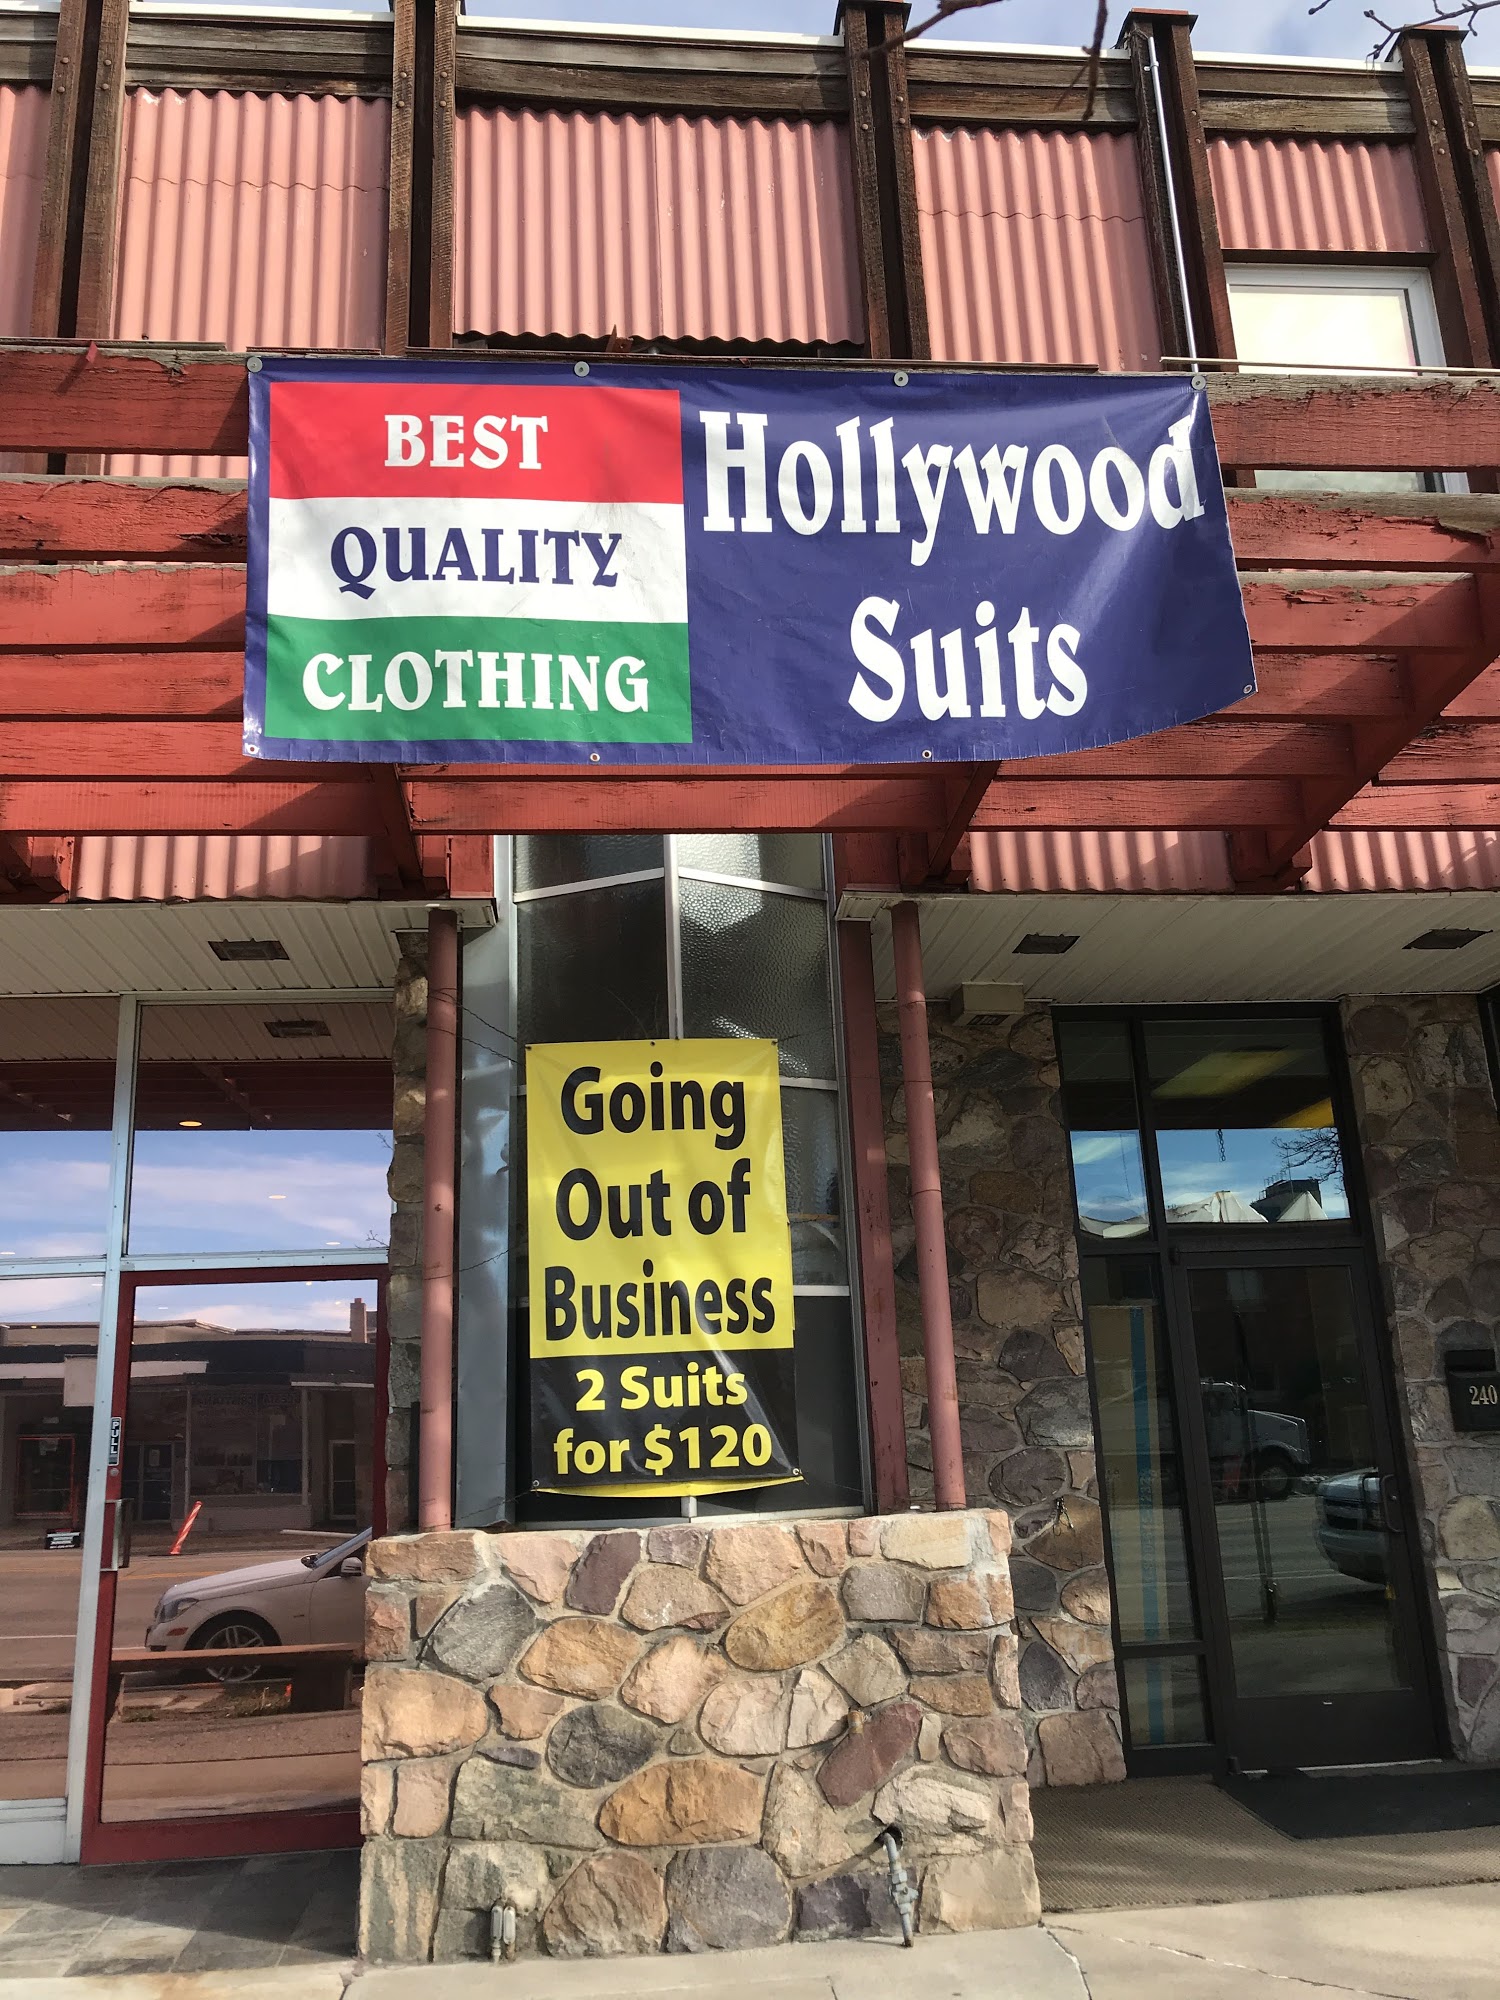 BEST
QUALITY
CLOTHING
Hollywood
Suits
Going
Out of
Business
2 Suits
for $120
PULL
240